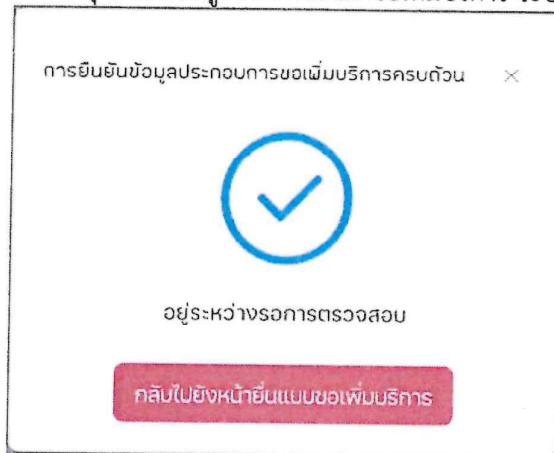 การยืนยันข้อมูลประกอบการขอเพิ่มบริการครบถ้วน ×
อยู่ระหว่างรอการตรวจสอบ
กลับไปยังหน้ายื่นแบบขอเพิ่มบริการ